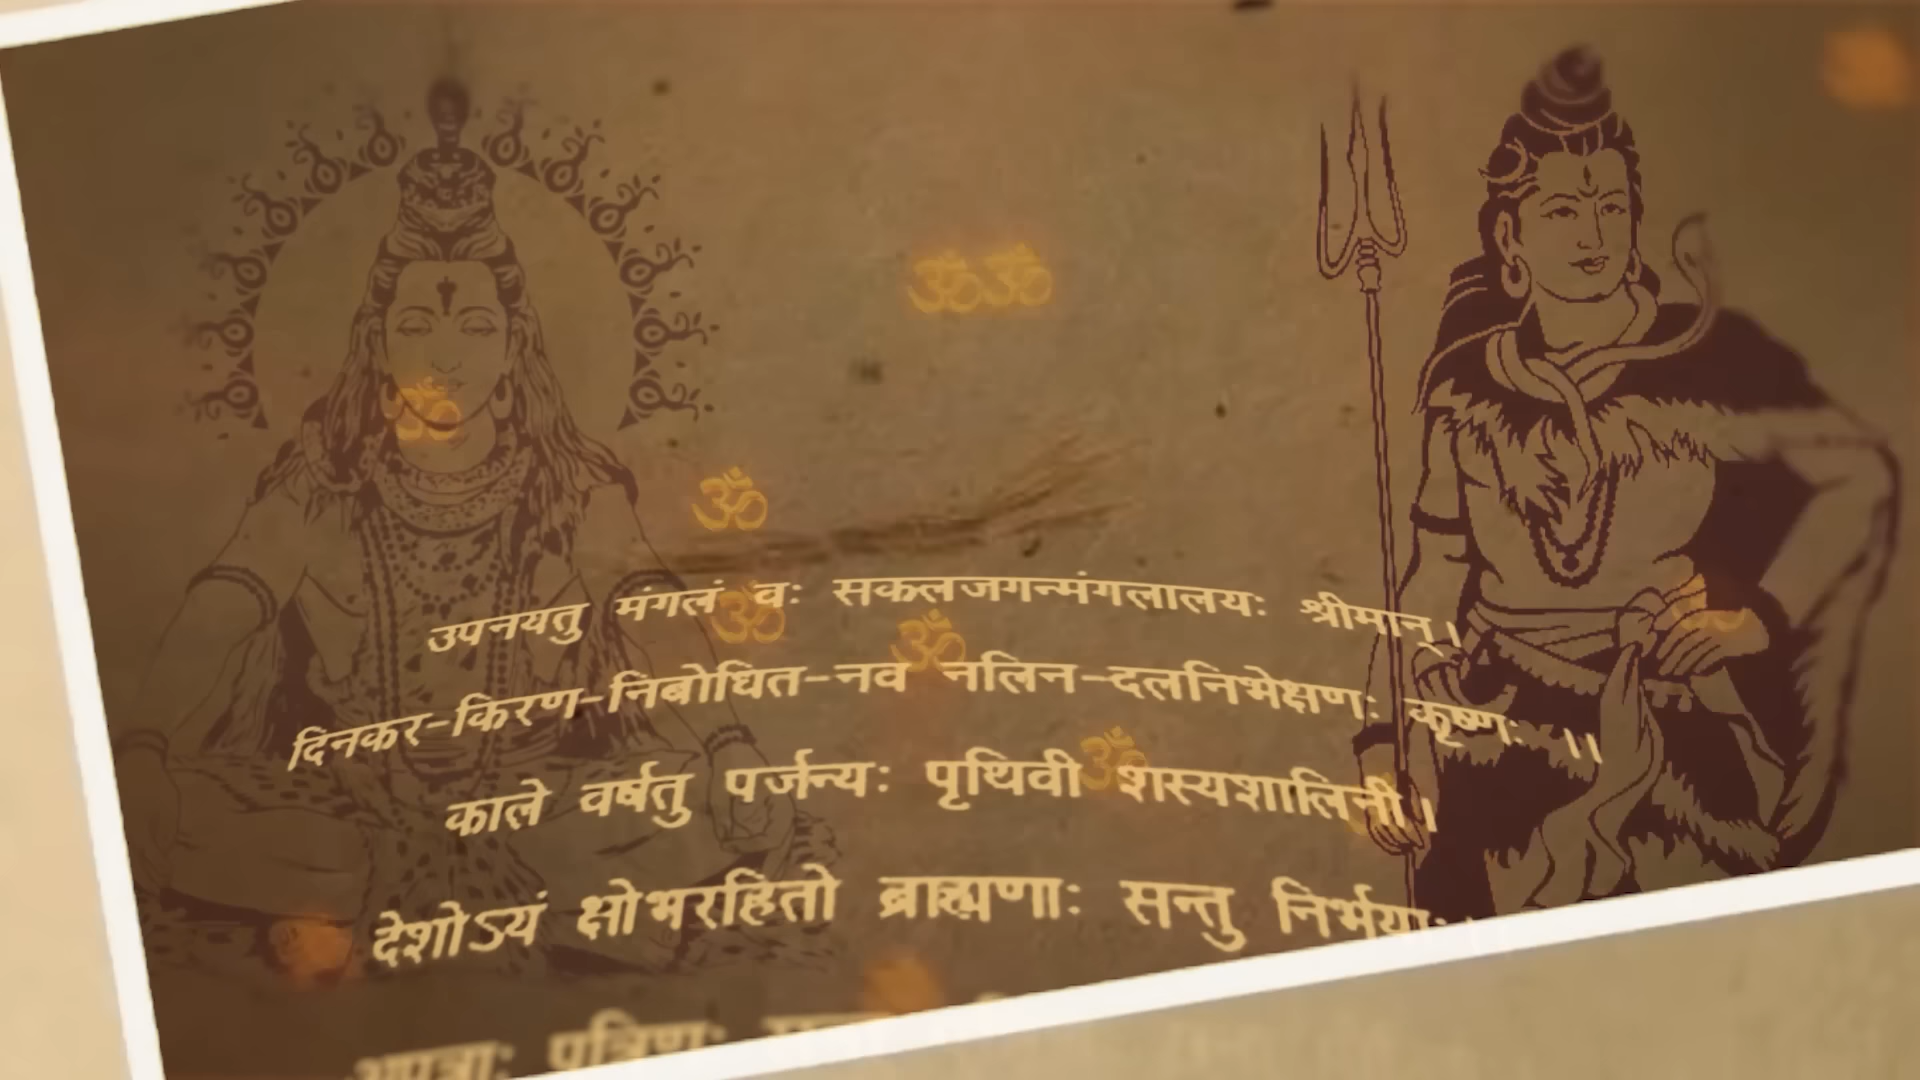 ॐ ॐ
ॐ
ॐ
उपनयतु मंगलं वः सकलजगन्मंगलालयः श्रीमान्।
ॐ ॐ
दिनकर-किरण-निबोधित-नव नलिन-दलनिभेक्षणः कृष्णः ।।
ॐ
काले वर्षतु पर्जन्यः पृथिवी शस्यशालिनी।
देशोऽयं क्षोभरहितो ब्राह्मणाः सन्तु निर्भयाः
पुत्रिणः